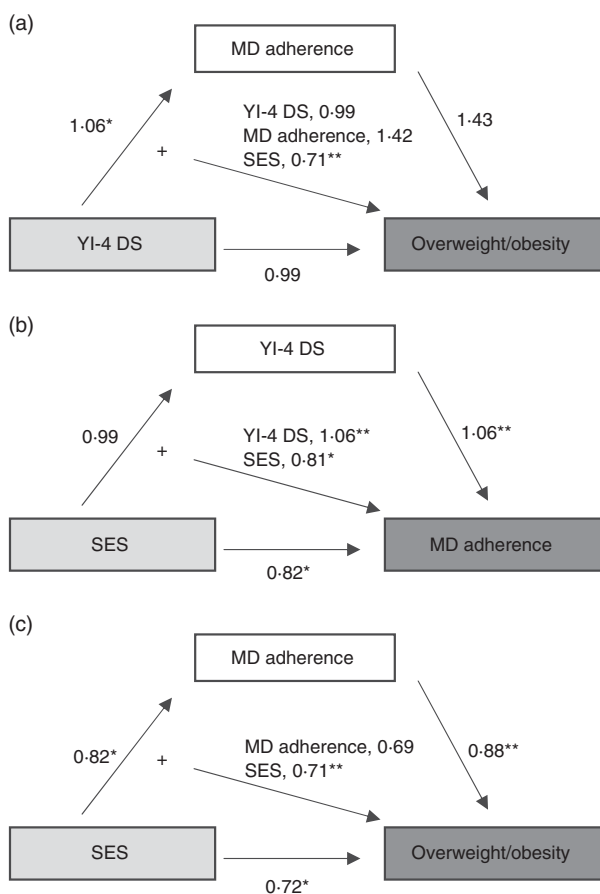 (a)
MD adherence
1·06*
+
YI-4 DS, 0·99
MD adherence, 1·42
SES, 0·71**
1·43
YI-4 DS
Overweight/obesity
0·99
(b)
YI-4 DS
0·99
+
YI-4 DS, 1·06**
SES, 0·81*
1·06**
SES
MD adherence
0·82*
(c)
MD adherence
0·82*
+
MD adherence, 0·69
SES, 0·71**
0·88**
SES
Overweight/obesity
0·72*